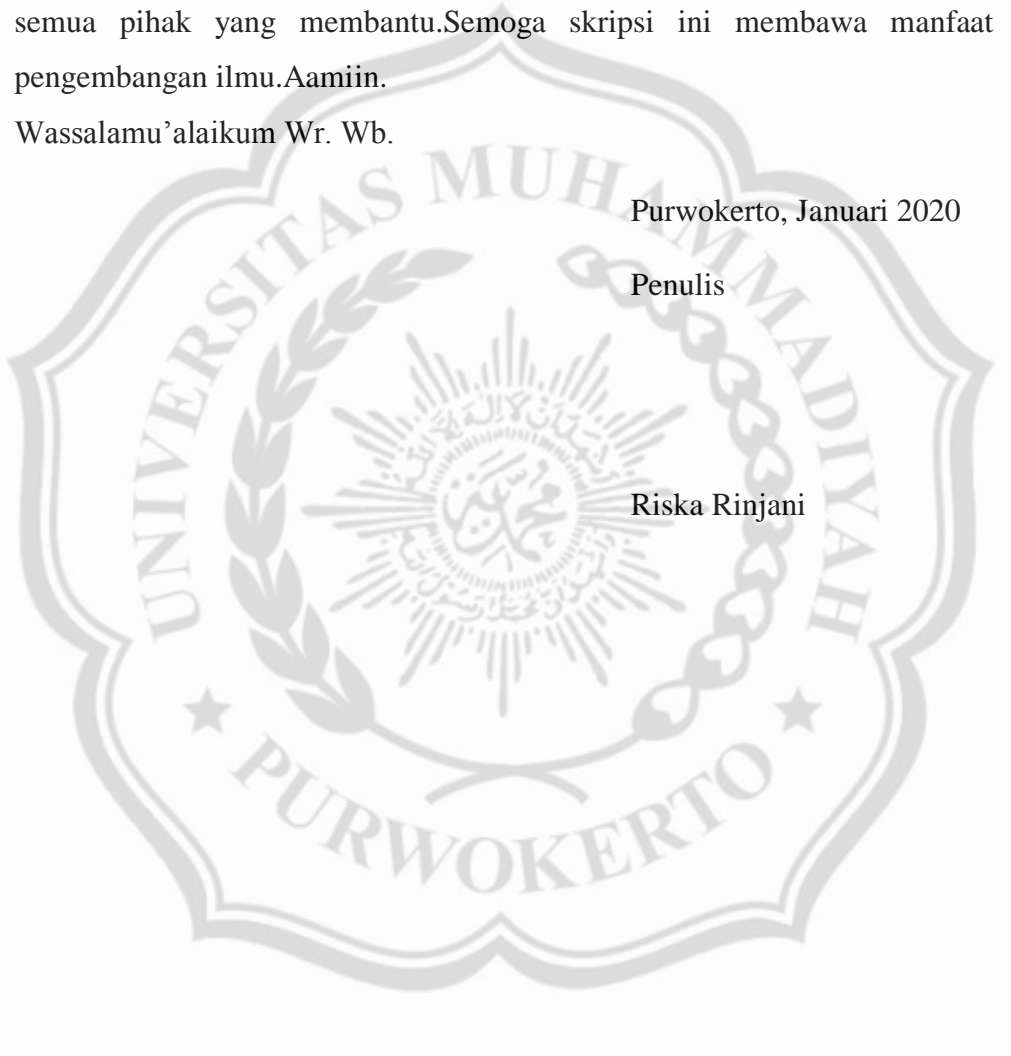 semua pihak yang membantu.Semoga skripsi ini membawa manfaat
pengembangan ilmu.Aamiin.
Wassalamu’alaikum Wr. Wb.
Purwokerto, Januari 2020
Penulis
Riska Rinjani
UNIVERSITAS MUHAMMADIYAH
PURWOKERTO